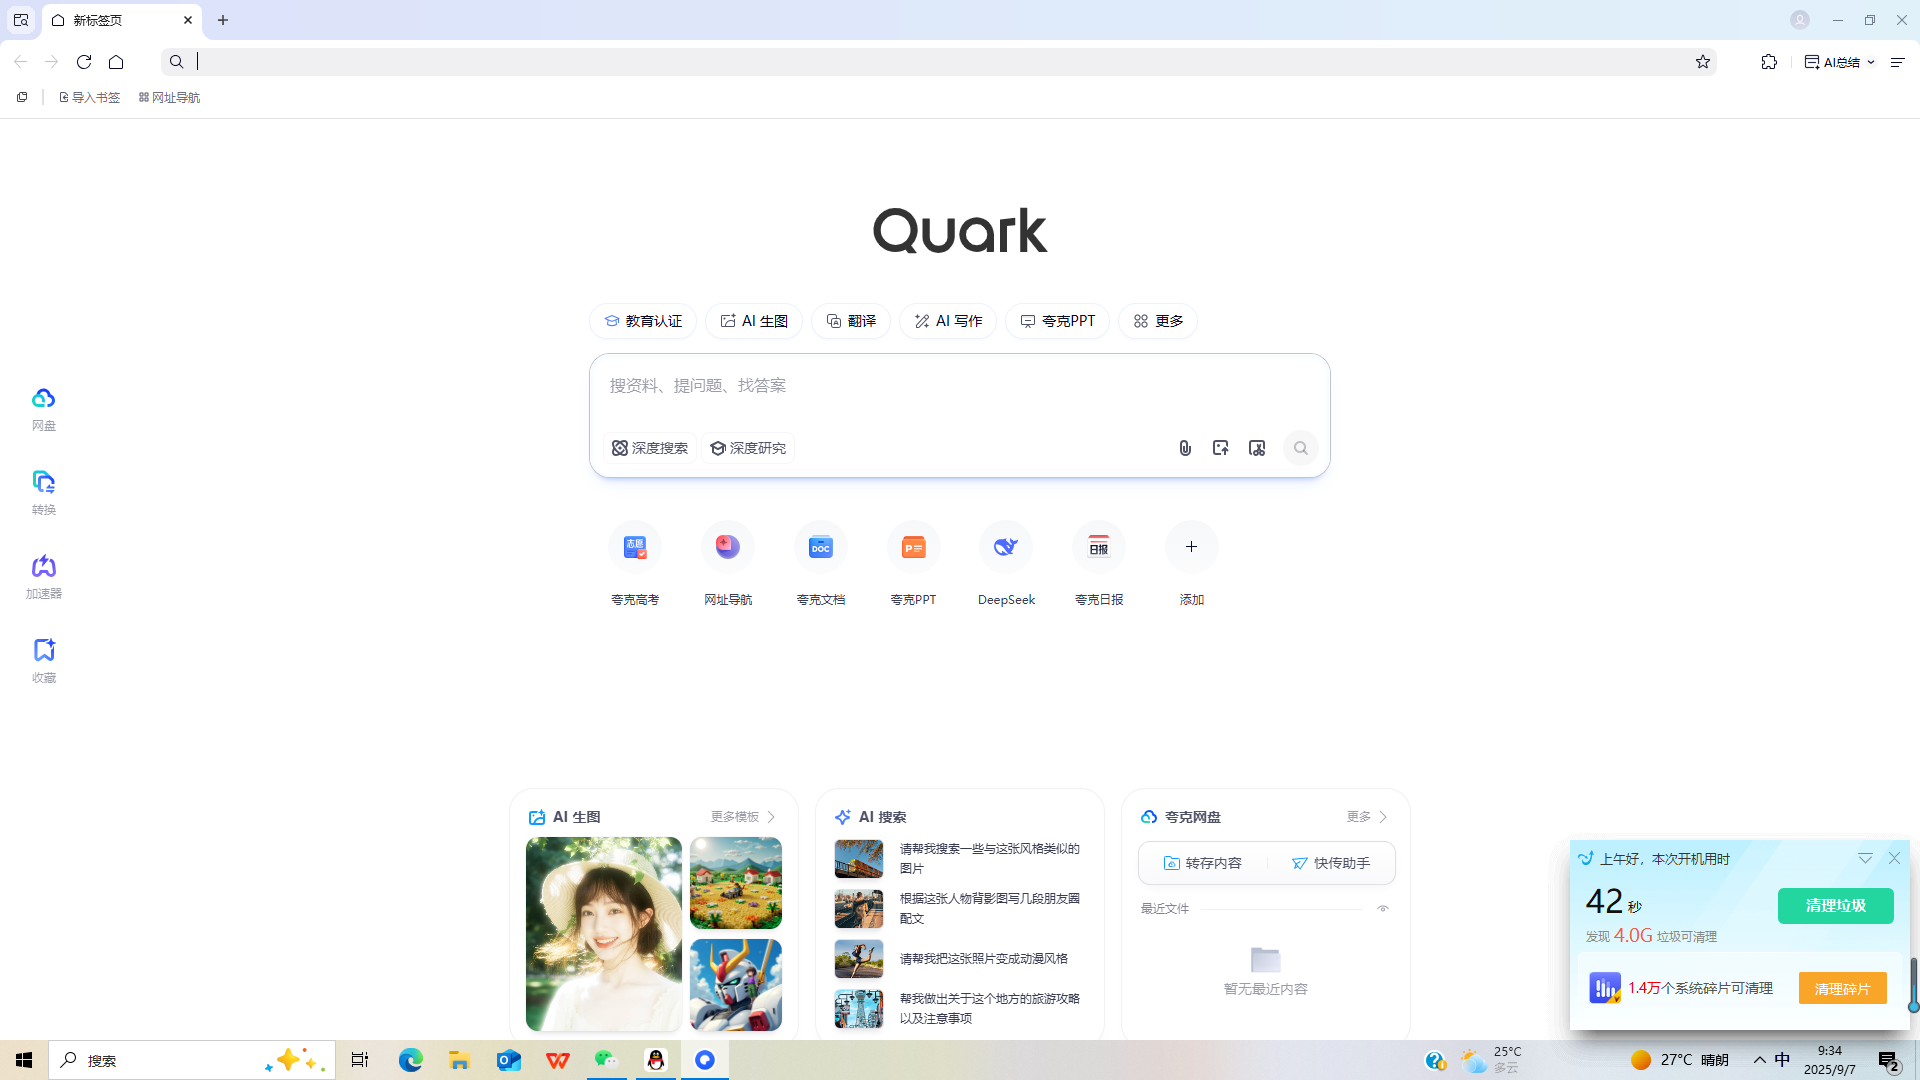 新标签页
AI总结
导入书签
网址导航
Quark
教育认证
AI 生图
翻译
AI 写作
夸克PPT
更多
搜资料、提问题、找答案
深度搜索
深度研究
网盘
转换
加速器
收藏
志愿
DOC
P
日报
夸克高考
网址导航
夸克文档
夸克PPT
DeepSeek
夸克日报
添加
AI 生图
更多模板
AI 搜索
请帮我搜索一些与这张风格类似的
图片
根据这张人物背影图写几段朋友圈
配文
请帮我把这张照片变成动漫风格
帮我做出关于这个地方的旅游攻略
以及注意事项
夸克网盘
更多
转存内容
快传助手
最近文件
暂无最近内容
上午好，本次开机用时
42 秒
清理垃圾
发现 4.0G 垃圾可清理
1.4万个系统碎片可清理
清理碎片
搜索
25°C
多云
27°C 晴朗
中
9:34
2025/9/7
2